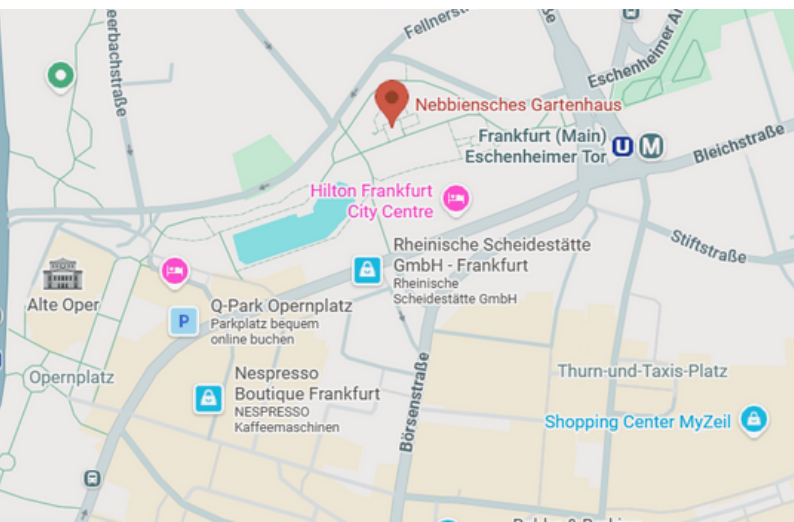 Fellnerst
eerbachstraße
ße
Eschenheimer An
Nebbiensches Gartenhaus
Frankfurt (Main)
Eschenheimer Tor
U
M
Bleichstraße
Hilton Frankfurt
City Centre
Stiftstraße
Rheinische Scheidestätte
GmbH - Frankfurt
Rheinische
Scheidestätte GmbH
Alte Oper
P
Q-Park Opernplatz
Parkplatz bequem
online buchen
Opernplatz
Nespresso
Boutique Frankfurt
NESPRESSO
Kaffeemaschinen
Börsenstraße
Thurn-und-Taxis-Platz
Shopping Center MyZeil